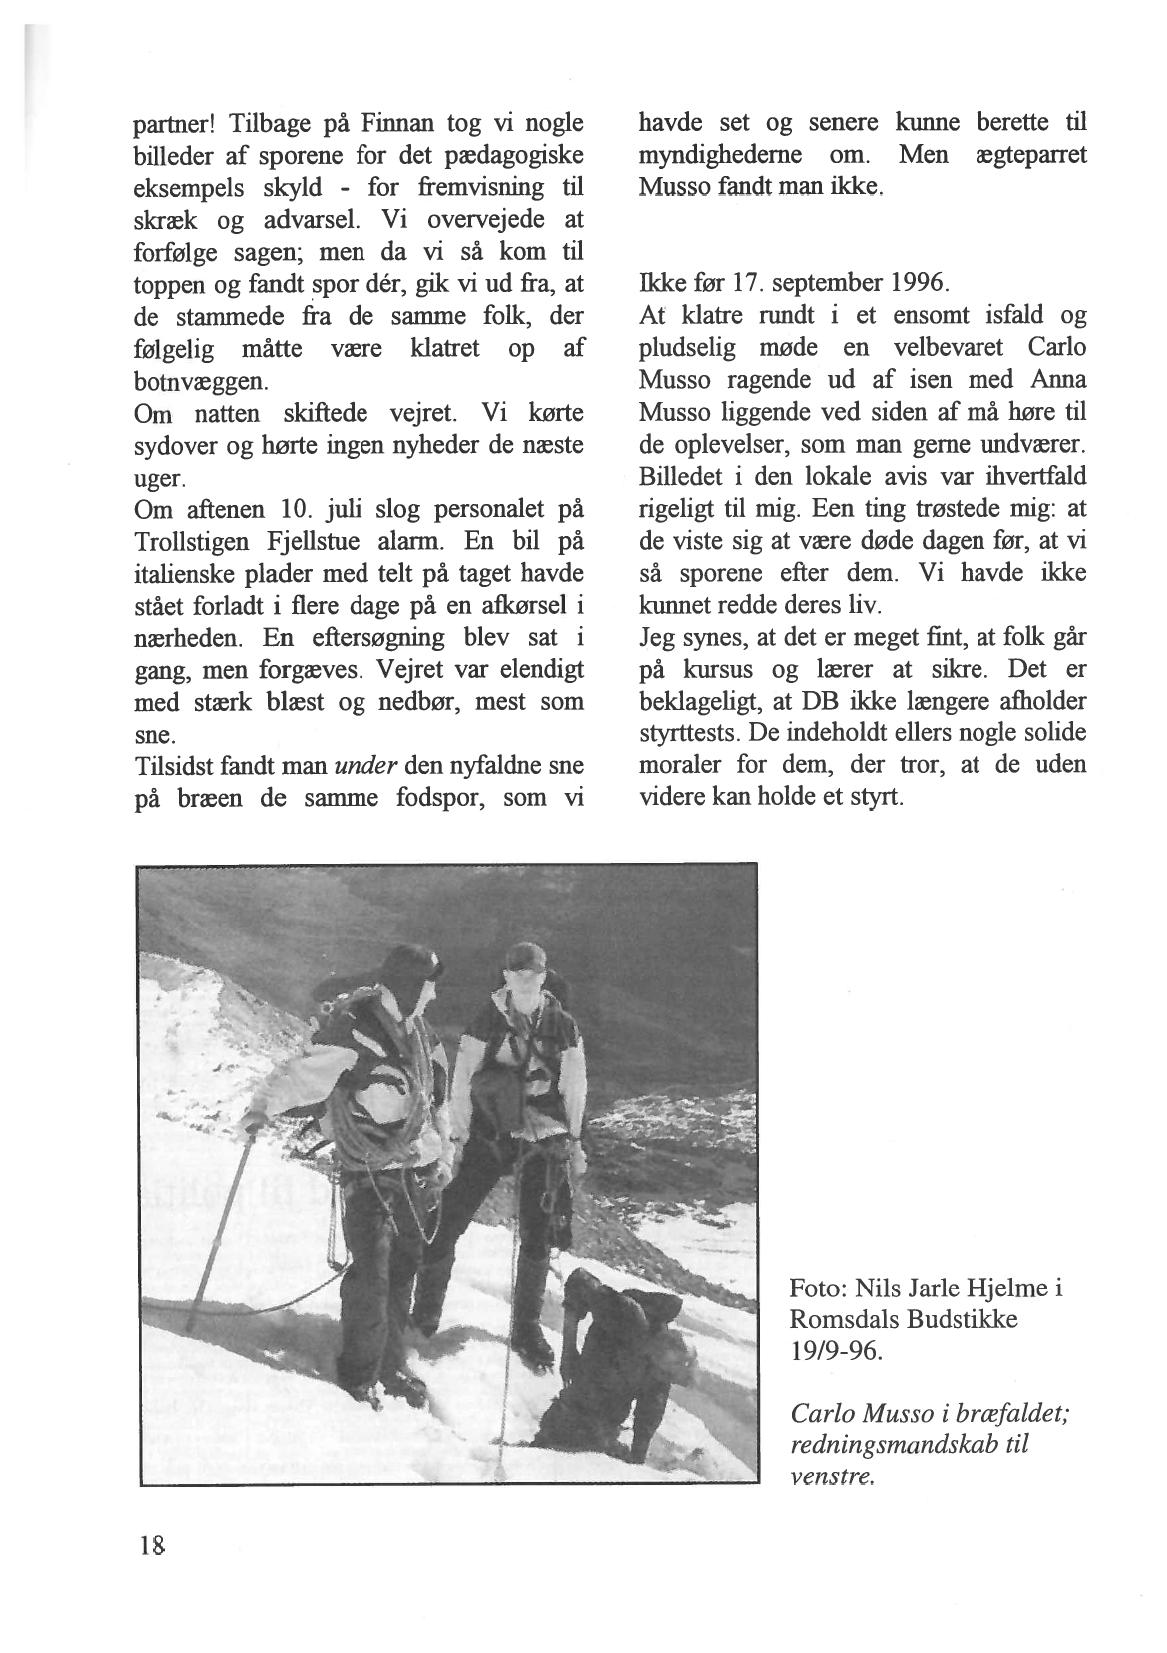 partner! Tilbage på Finnan tog vi nogle
billeder af sporene for det pædagogiske
eksempels skyld - for fremvisning til
skræk og advarsel. Vi overvejede at
forfølge sagen; men da vi så kom til
toppen og fandt spor dér, gik vi ud fra, at
de stammede fra de samme folk, der
følgelig måtte være klatret op af
botnvæggen.
Om natten skiftede vejret. Vi kørte
sydover og hørte ingen nyheder de næste
uger.
Om aftenen 10. juli slog personalet på
Trollstigen Fjellstue alarm. En bil på
italienske plader med telt på taget havde
stået forladt i flere dage på en afkørsel i
nærheden. En eftersøgning blev sat i
gang, men forgæves. Vejret var elendigt
med stærk blæst og nedbør, mest som
sne.
Tilsidst fandt man under den nyfaldne sne
på bræen de samme fodspor, som vi
havde set og senere kunne berette til
myndighederne om. Men ægteparret
Musso fandt man ikke.
Ikke før 17. september 1996.
At klatre rundt i et ensomt isfald og
pludselig møde en velbevaret Carlo
Musso ragende ud af isen med Anna
Musso liggende ved siden af må høre til
de oplevelser, som man gerne undværer.
Billedet i den lokale avis var ihvertfald
rigeligt til mig. Een ting trøstede mig: at
de viste sig at være døde dagen før, at vi
så sporene efter dem. Vi havde ikke
kunnet redde deres liv.
Jeg synes, at det er meget fint, at folk går
på kursus og lærer at sikre. Det er
beklageligt, at DB ikke længere afholder
styrttests. De indeholdt ellers nogle solide
moraler for dem, der tror, at de uden
videre kan holde et styrt.
Foto: Nils Jarle Hjelme i
Romsdals Budstikke
19/9-96.
Carlo Musso i bræfaldet;
redningsmandskab til
venstre.
18